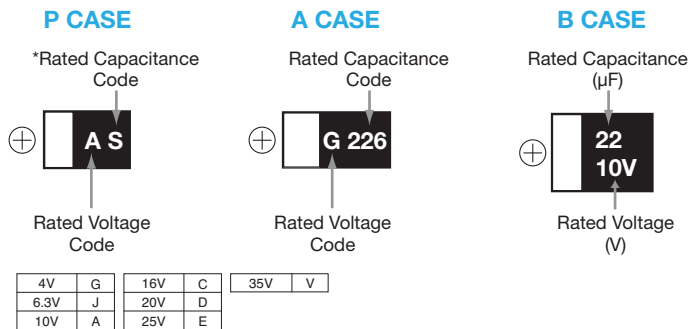 P CASE
A CASE
B CASE
*Rated Capacitance
Code
Rated Capacitance
Code
Rated Capacitance
(µF)
A S
G 226
22
10V
Rated Voltage
Code
Rated Voltage
Code
Rated Voltage
(V)
4V G 16V C 35V V
6.3V J 20V D
10V A 25V E